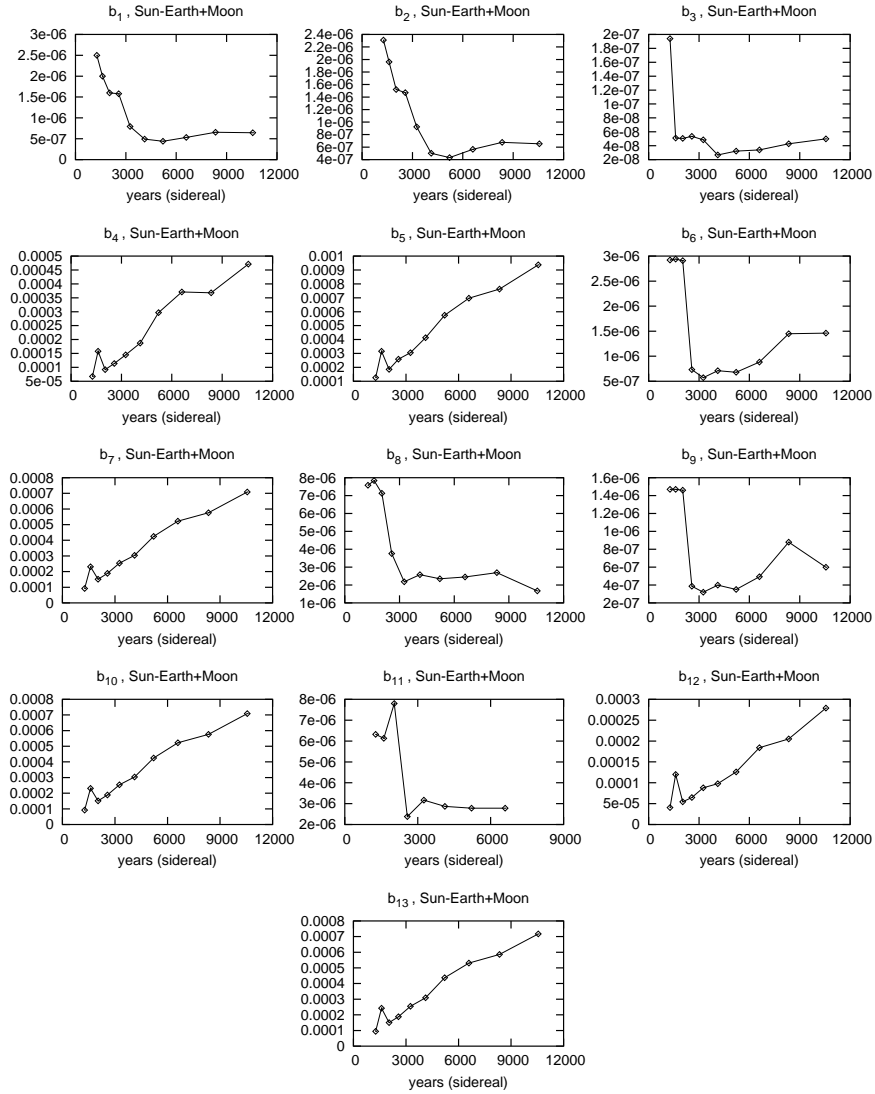 b1 , Sun-Earth+Moon
3e-06
2.5e-06
2e-06
1.5e-06
1e-06
5e-07
0
0 3000 6000 9000 12000
years (sidereal)
b2 , Sun-Earth+Moon
2.4e-06
2.2e-06
2e-06
1.8e-06
1.6e-06
1.4e-06
1.2e-06
1e-06
8e-07
6e-07
4e-07
0 3000 6000 9000 12000
years (sidereal)
b3 , Sun-Earth+Moon
2e-07
1.8e-07
1.6e-07
1.4e-07
1.2e-07
1e-07
8e-08
6e-08
4e-08
2e-08
0 3000 6000 9000 12000
years (sidereal)
b4 , Sun-Earth+Moon
0.0005
0.00045
0.0004
0.00035
0.0003
0.00025
0.0002
0.00015
0.0001
5e-05
0 3000 6000 9000 12000
years (sidereal)
b5 , Sun-Earth+Moon
0.001
0.0009
0.0008
0.0007
0.0006
0.0005
0.0004
0.0003
0.0002
0.0001
0 3000 6000 9000 12000
years (sidereal)
b6 , Sun-Earth+Moon
3e-06
2.5e-06
2e-06
1.5e-06
1e-06
5e-07
0 3000 6000 9000 12000
years (sidereal)
b7 , Sun-Earth+Moon
0.0008
0.0007
0.0006
0.0005
0.0004
0.0003
0.0002
0.0001
0
0 3000 6000 9000 12000
years (sidereal)
b8 , Sun-Earth+Moon
8e-06
7e-06
6e-06
5e-06
4e-06
3e-06
2e-06
1e-06
0 3000 6000 9000 12000
years (sidereal)
b9 , Sun-Earth+Moon
1.6e-06
1.4e-06
1.2e-06
1e-06
8e-07
6e-07
4e-07
2e-07
0 3000 6000 9000 12000
years (sidereal)
b10 , Sun-Earth+Moon
0.0008
0.0007
0.0006
0.0005
0.0004
0.0003
0.0002
0.0001
0
0 3000 6000 9000 12000
years (sidereal)
b11 , Sun-Earth+Moon
8e-06
7e-06
6e-06
5e-06
4e-06
3e-06
2e-06
0 3000 6000 9000
years (sidereal)
b12 , Sun-Earth+Moon
0.0003
0.00025
0.0002
0.00015
0.0001
5e-05
0
0 3000 6000 9000 12000
years (sidereal)
b13 , Sun-Earth+Moon
0.0008
0.0007
0.0006
0.0005
0.0004
0.0003
0.0002
0.0001
0
0 3000 6000 9000 12000
years (sidereal)